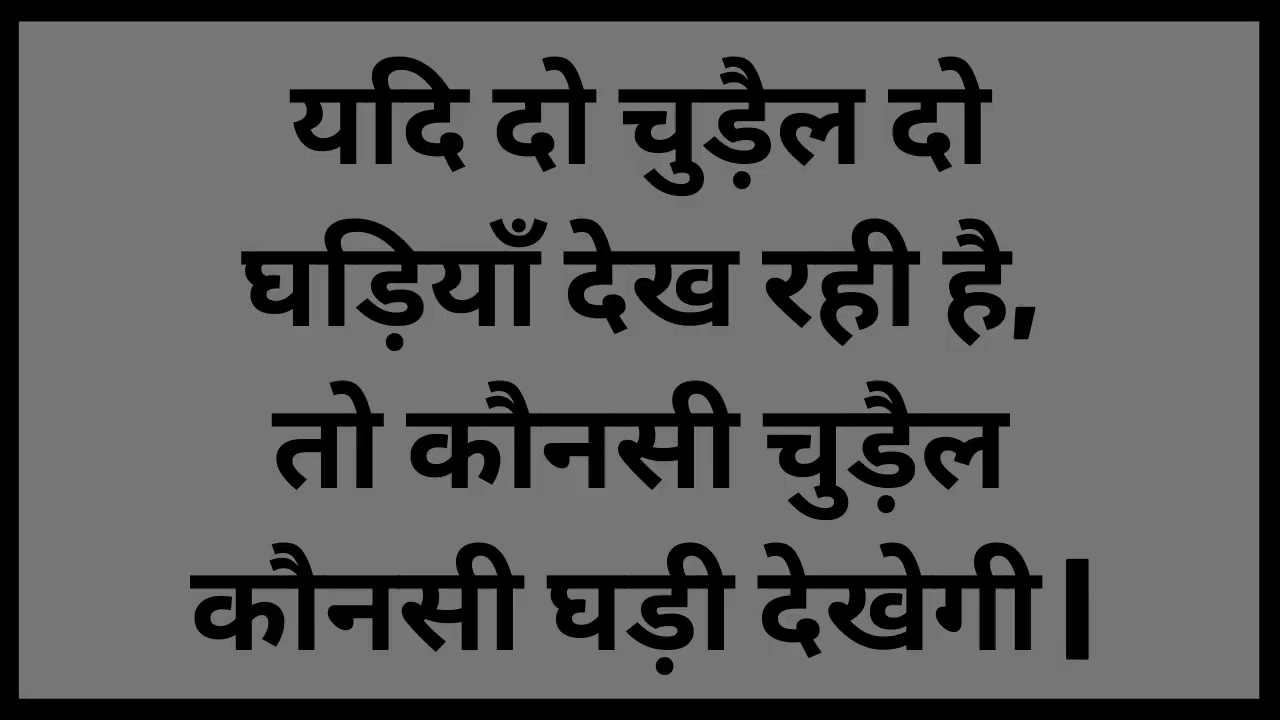 यदि दो चुड़ैल दो
घड़ियाँ देख रही है,
तो कौनसी चुड़ैल
कौनसी घड़ी देखेगी।